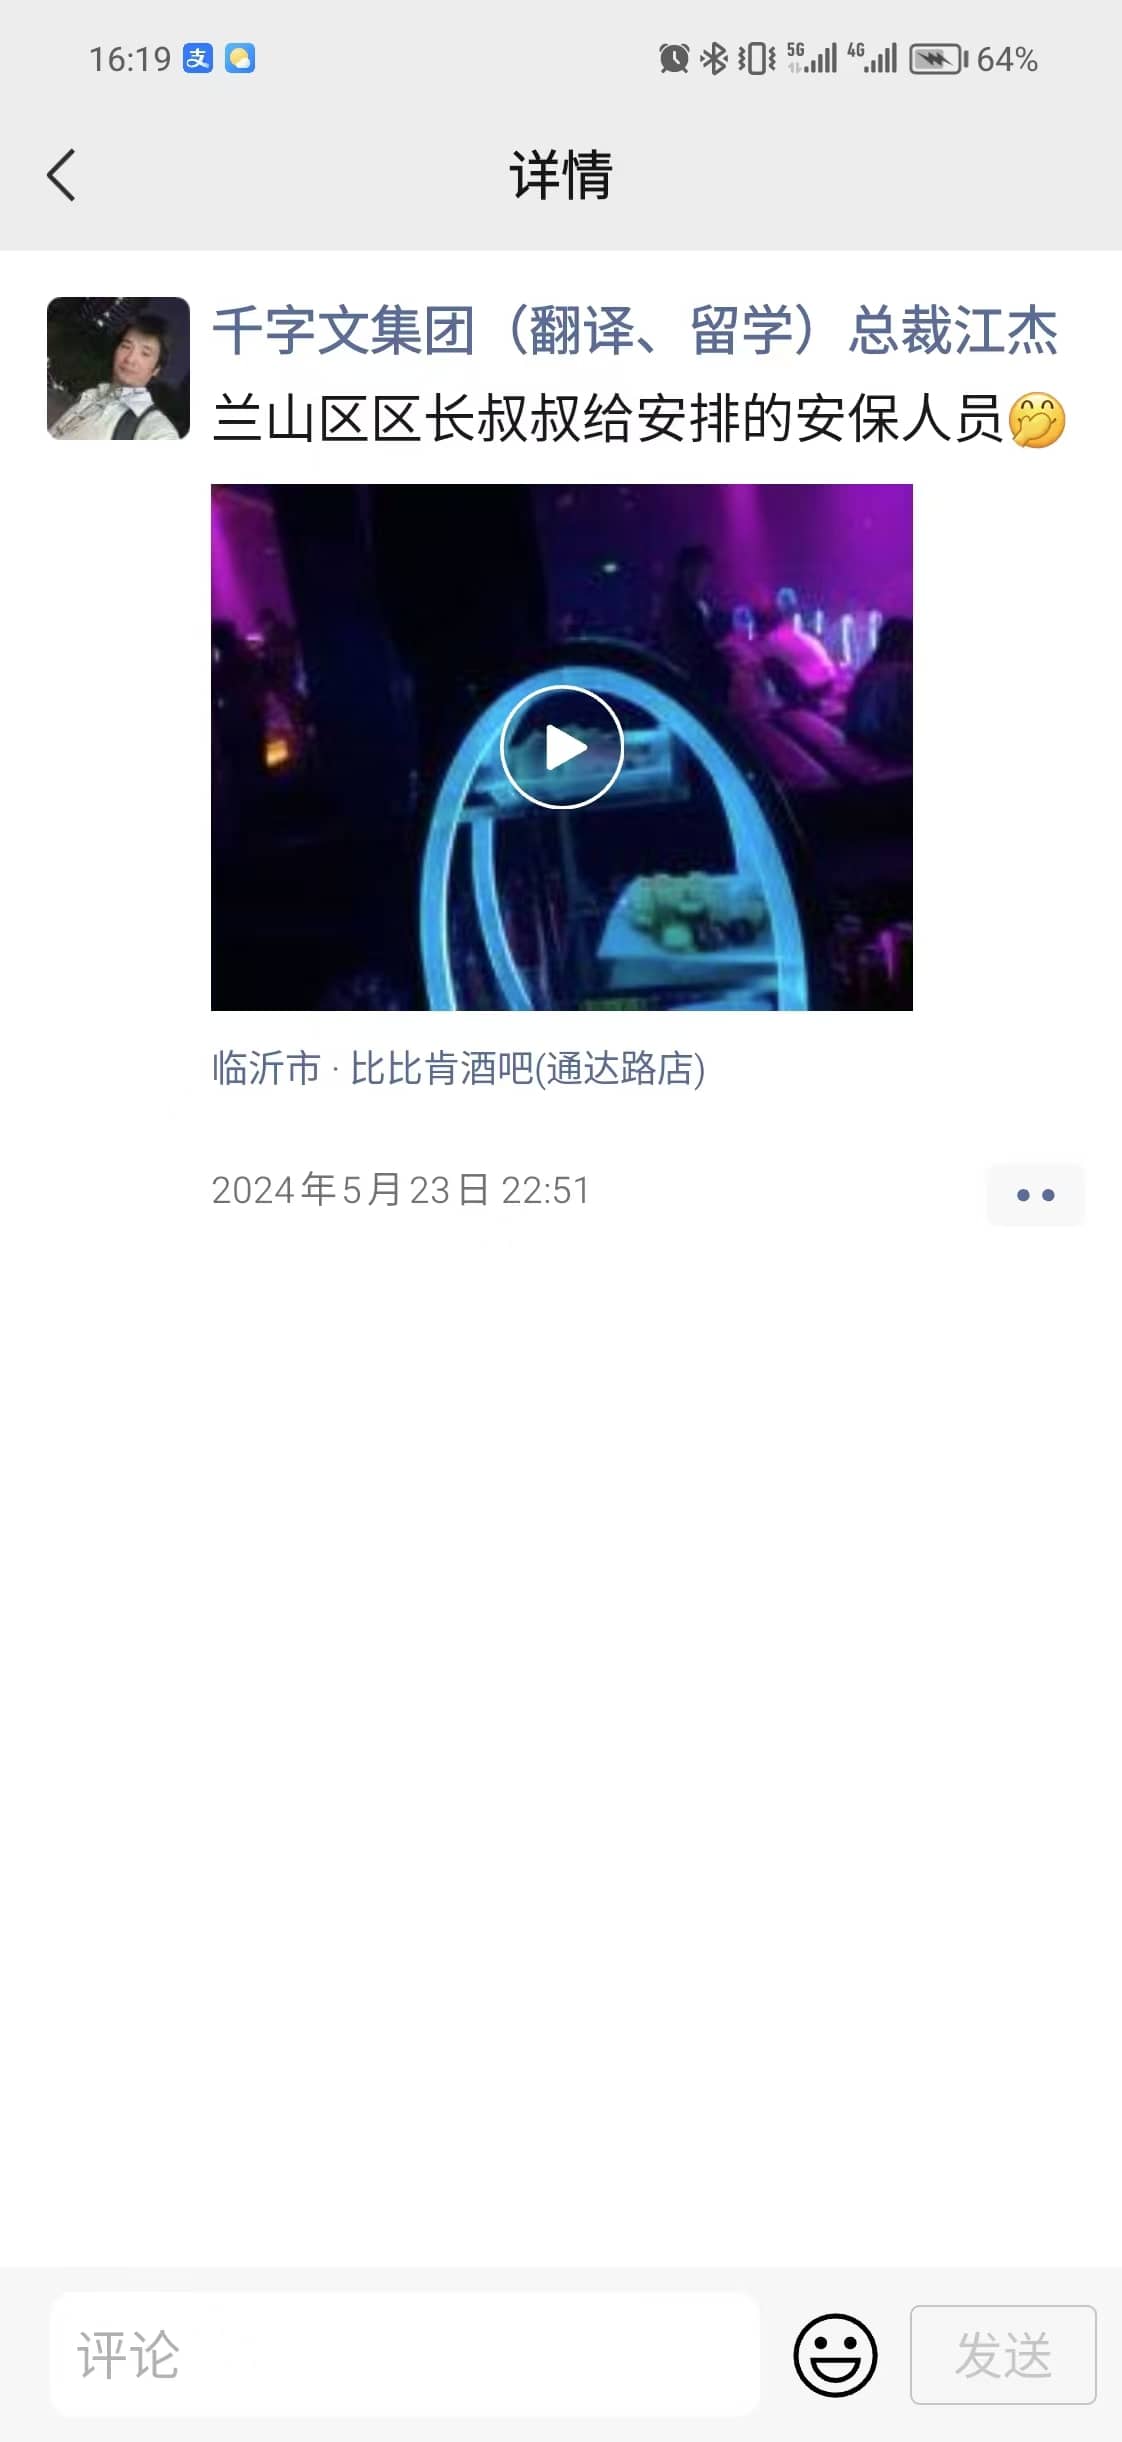 16:19 支 5G 4G 64%
详情
千字文集团（翻译、留学）总裁江杰
兰山区区长叔叔给安排的安保人员🤭
临沂市 · 比比肯酒吧(通达路店)
2024年5月23日 22:51
评论 发送